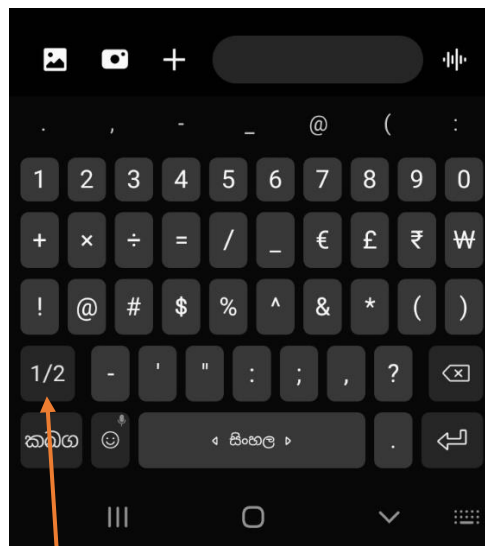 . , - _ @ ( :
1 2 3 4 5 6 7 8 9 0
+ × ÷ = / _ € £ ₹ ₩
! @ # $ % ^ & * ( )
1/2 - ' " : ; , ?
කඛග සිංහල .